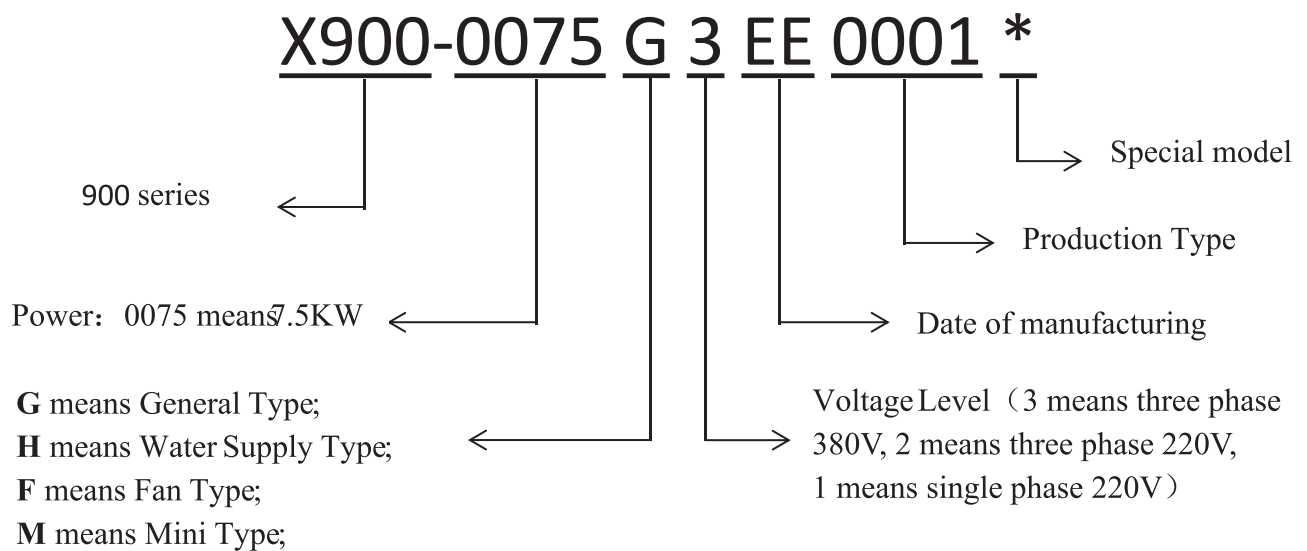 X900-0075 G 3 EE 0001 *
Special model
900 series
Production Type
Power：0075 means7.5KW
Date of manufacturing
G means General Type;
H means Water Supply Type;
F means Fan Type;
M means Mini Type;
Voltage Level（3 means three phase
380V, 2 means three phase 220V,
1 means single phase 220V）